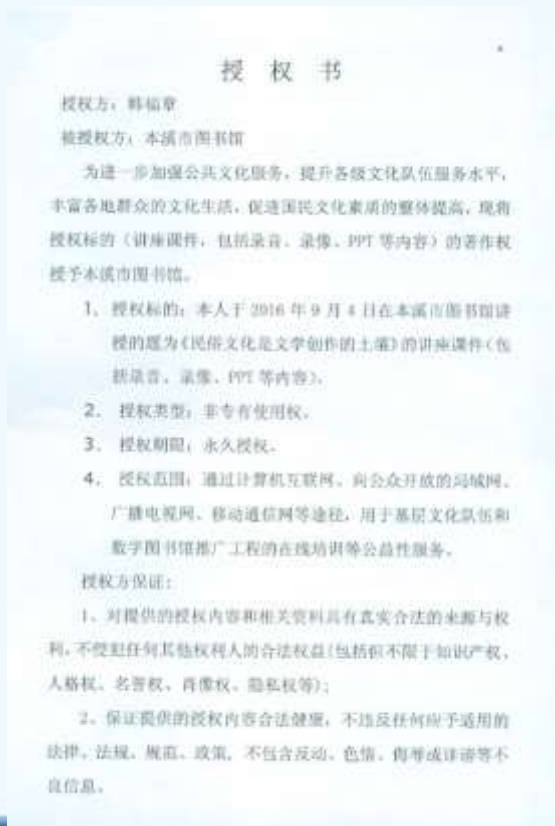 授 权 书
授权方：韩福章
被授权方：本溪市图书馆
为进一步加强公共文化服务，提升各级文化队伍服务水平，
丰富各地群众的文化生活，促进国民文化素质的整体提高，现将
授权标的（讲座课件，包括录音、录像、PPT 等内容）的著作权
授予本溪市图书馆。
1、授权标的：本人于 2016 年 9 月 4 日在本溪市图书馆讲
授的题为《民俗文化是文学创作的土壤》的讲座课件（包
括录音、录像、PPT 等内容）。
2、授权类型：非专有使用权。
3、授权期限：永久授权。
4、授权范围：通过计算机互联网、向公众开放的局域网、
广播电视网、移动通信网等途径，用于基层文化队伍和
数字图书馆推广工程的在线培训等公益性服务。
授权方保证：
1、对提供的授权内容和相关资料具有真实合法的来源与权
利，不侵犯任何其他权利人的合法权益（包括但不限于知识产权、
人格权、名誉权、肖像权、隐私权等）；
2、保证提供的授权内容合法健康，不违反任何应予适用的
法律、法规、规范、政策，不包含反动、色情、侮辱或诽谤等不
良信息。